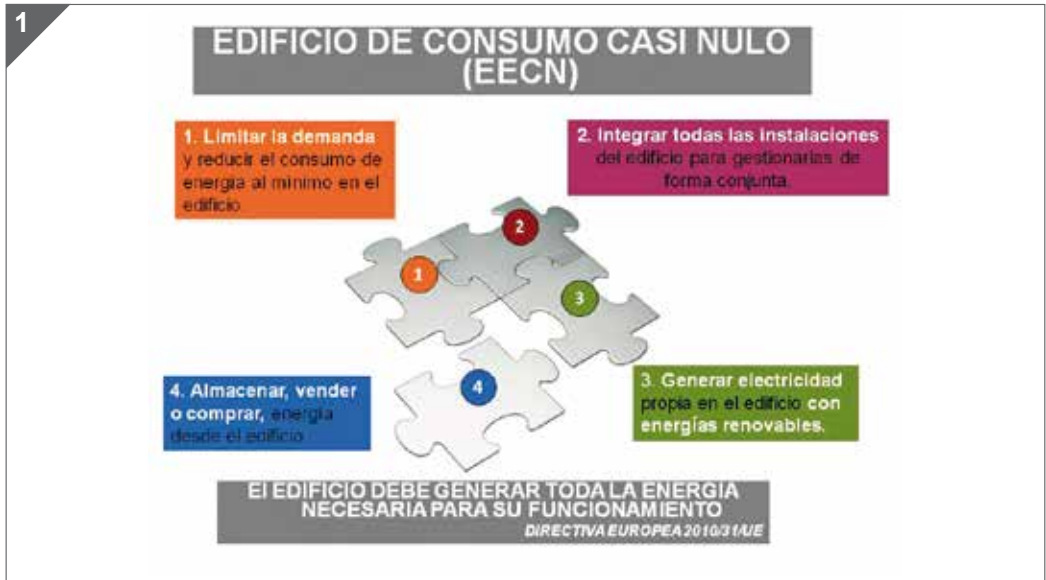 1
EDIFICIO DE CONSUMO CASI NULO
(EECN)
1. Limitar la demanda
y reducir el consumo de
energía al mínimo en el
edificio.
2. Integrar todas las instalaciones
del edificio para gestionarlas de
forma conjunta.
2
1
3
4
4. Almacenar, vender
o comprar, energía
desde el edificio
3. Generar electricidad
propia en el edificio con
energías renovables.
El EDIFICIO DEBE GENERAR TODA LA ENERGIA
NECESARIA PARA SU FUNCIONAMIENTO
DIRECTIVA EUROPEA 2010/31/UE